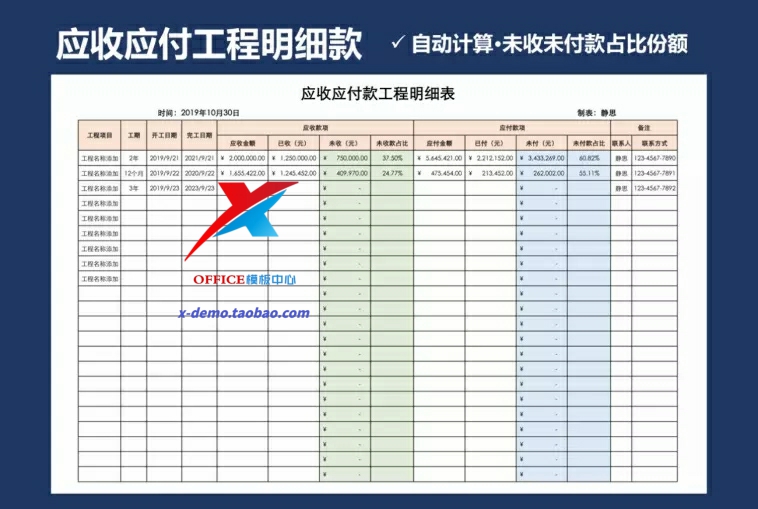 应收应付工程明细款
✓ 自动计算·未收未付款占比份额
应收应付款工程明细表
时间：2019年10月30日 制表：静思
工程项目 工期 开工日期 完工日期 应收款项 应付款项 备注
应收金额 已收（元） 未收（元） 未收款占比 应付金额 已付（元） 未付（元） 未付款占比 联系人 联系方式
工程名称添加 2年 2019/9/21 2021/9/21 ¥ 2,000,000.00 ¥ 1,250,000.00 ¥ 750,000.00 37.50% ¥ 5,645,421.00 ¥ 2,212,152.00 ¥ 3,433,269.00 60.82% 静思 123-4567-7890
工程名称添加 12个月 2019/9/22 2020/9/22 ¥ 1,655,422.00 ¥ 1,245,452.00 ¥ 409,970.00 24.77% ¥ 475,454.00 ¥ 213,452.00 ¥ 262,002.00 55.11% 静思 123-4567-7891
工程名称添加 3年 2019/9/23 2023/9/23 ¥ - ¥ - 静思 123-4567-7892
工程名称添加 ¥ - ¥ -
工程名称添加 ¥ - ¥ -
工程名称添加 ¥ - ¥ -
工程名称添加 ¥ - ¥ -
工程名称添加 ¥ - ¥ -
工程名称添加 ¥ - ¥ -
OFFICE模板中心
¥ - ¥ -
¥ - ¥ -
x-demo.taobao.com
¥ - ¥ -
¥ - ¥ -
¥ - ¥ -
¥ - ¥ -
¥ - ¥ -
¥ - ¥ -
¥ - ¥ -
¥ - ¥ -
¥ - ¥ -
¥ - ¥ -
¥ - ¥ -